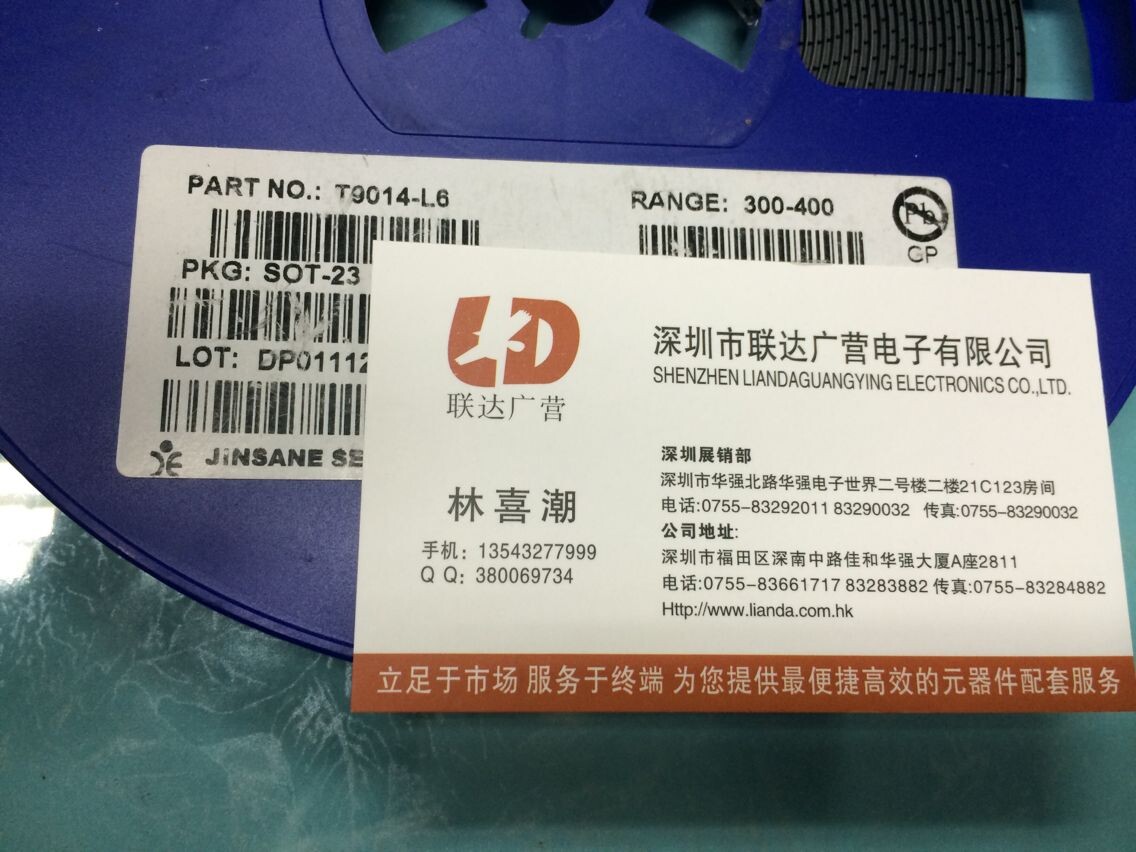 PART NO.: T9014-L6
RANGE: 300-400
Pb
GP
PKG: SOT-23
LOT: DP01112
JINSANE SE
LD
联达广营
深圳市联达广营电子有限公司
SHENZHEN LIANDAGUANGYING ELECTRONICS CO.,LTD.
林喜潮
手机: 13543277999
Q Q: 380069734
深圳展销部
深圳市华强北路华强电子世界二号楼二楼21C123房间
电话:0755-83292011 83290032 传真:0755-83290032
公司地址:
深圳市福田区深南中路佳和华强大厦A座2811
电话:0755-83661717 83283882 传真:0755-83284882
Http://www.lianda.com.hk
立足于市场 服务于终端 为您提供最便捷高效的元器件配套服务